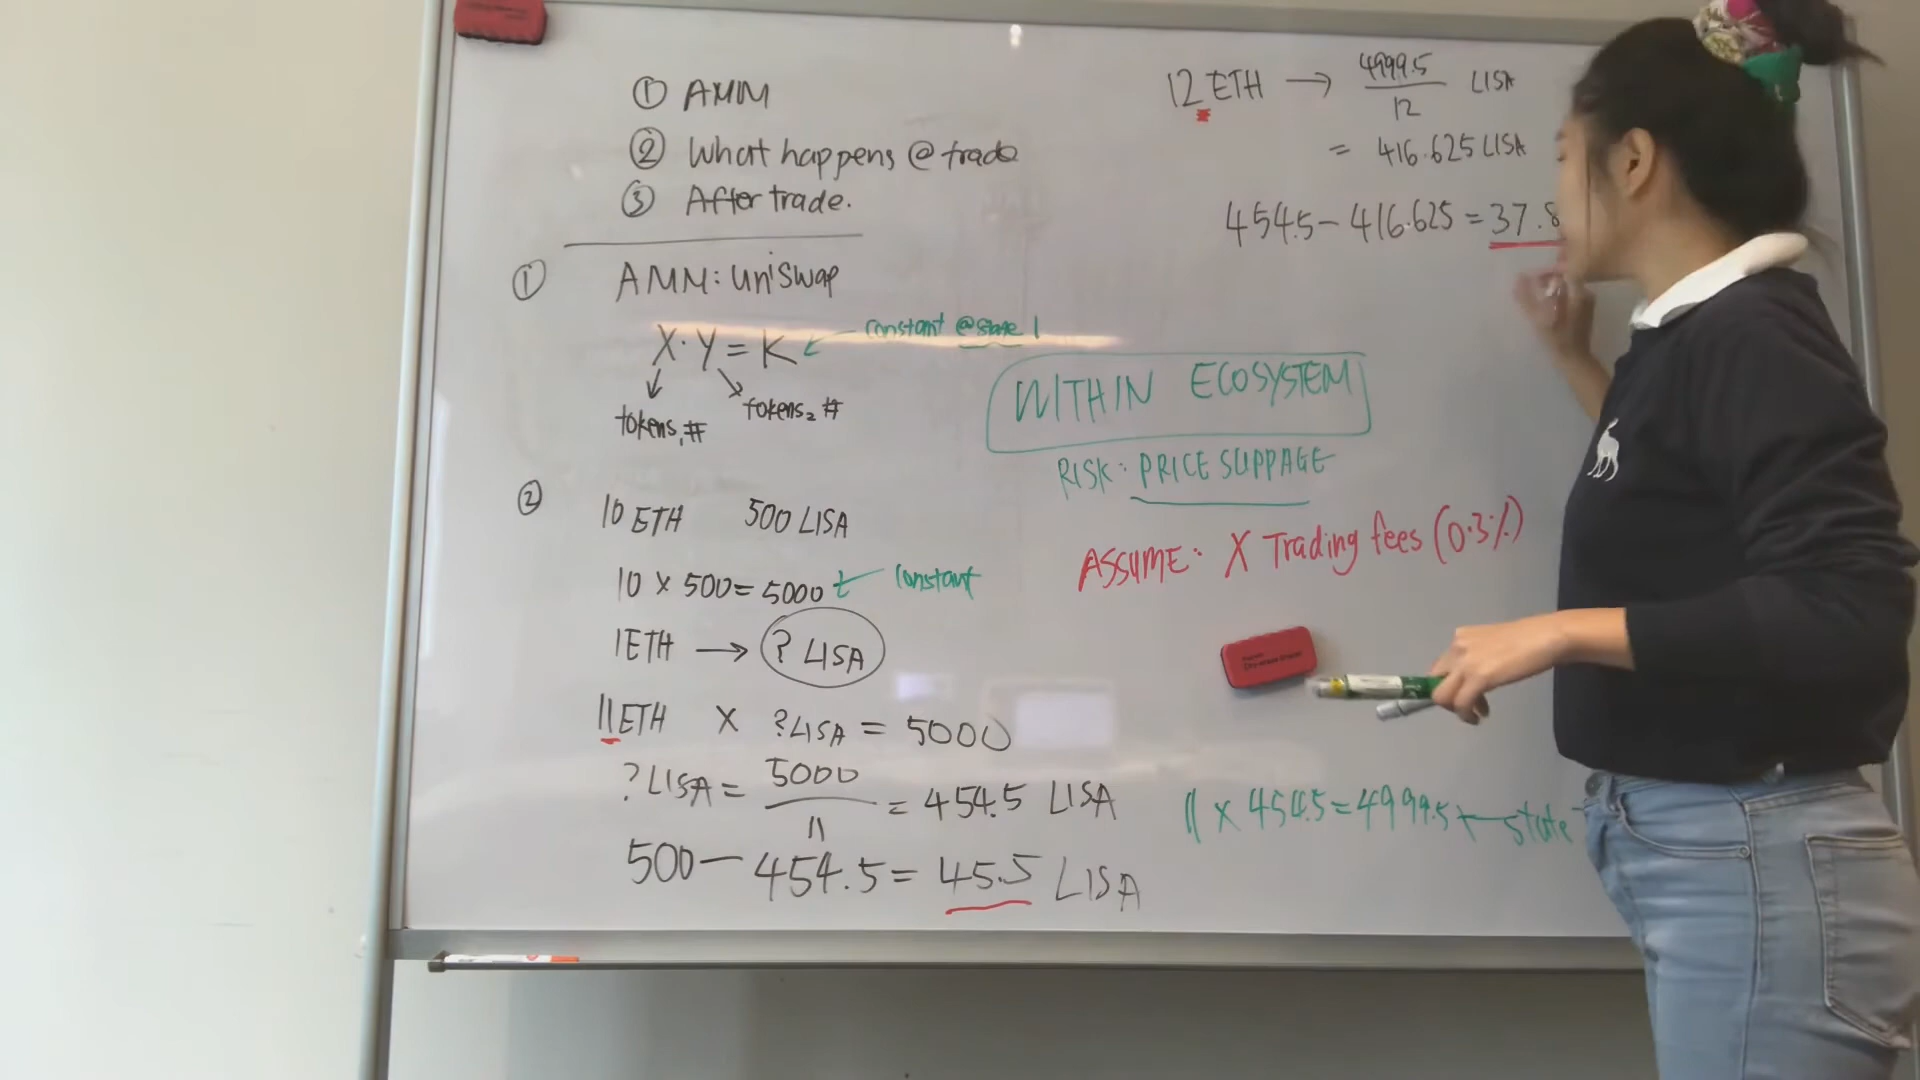 ① AMM
② What happens @ trade
③ After trade.
① AMM: UniSwap
X · Y = K ← constant @ state 1
tokens₁ # tokens₂ #
② 10 ETH 500 LISA
10 × 500 = 5000 ← constant
1 ETH → ? LISA
11 ETH × ? LISA = 5000
? LISA = 5000 / 11 = 454.5 LISA
500 — 454.5 = 45.5 LISA
12 ETH → 4999.5 / 12 LISA
= 416.625 LISA
454.5 — 416.625 = 37.8
WITHIN ECOSYSTEM
RISK: PRICE SLIPPAGE
ASSUME: X Trading fees (0.3%)
11 × 454.5 = 4999.5 ← state